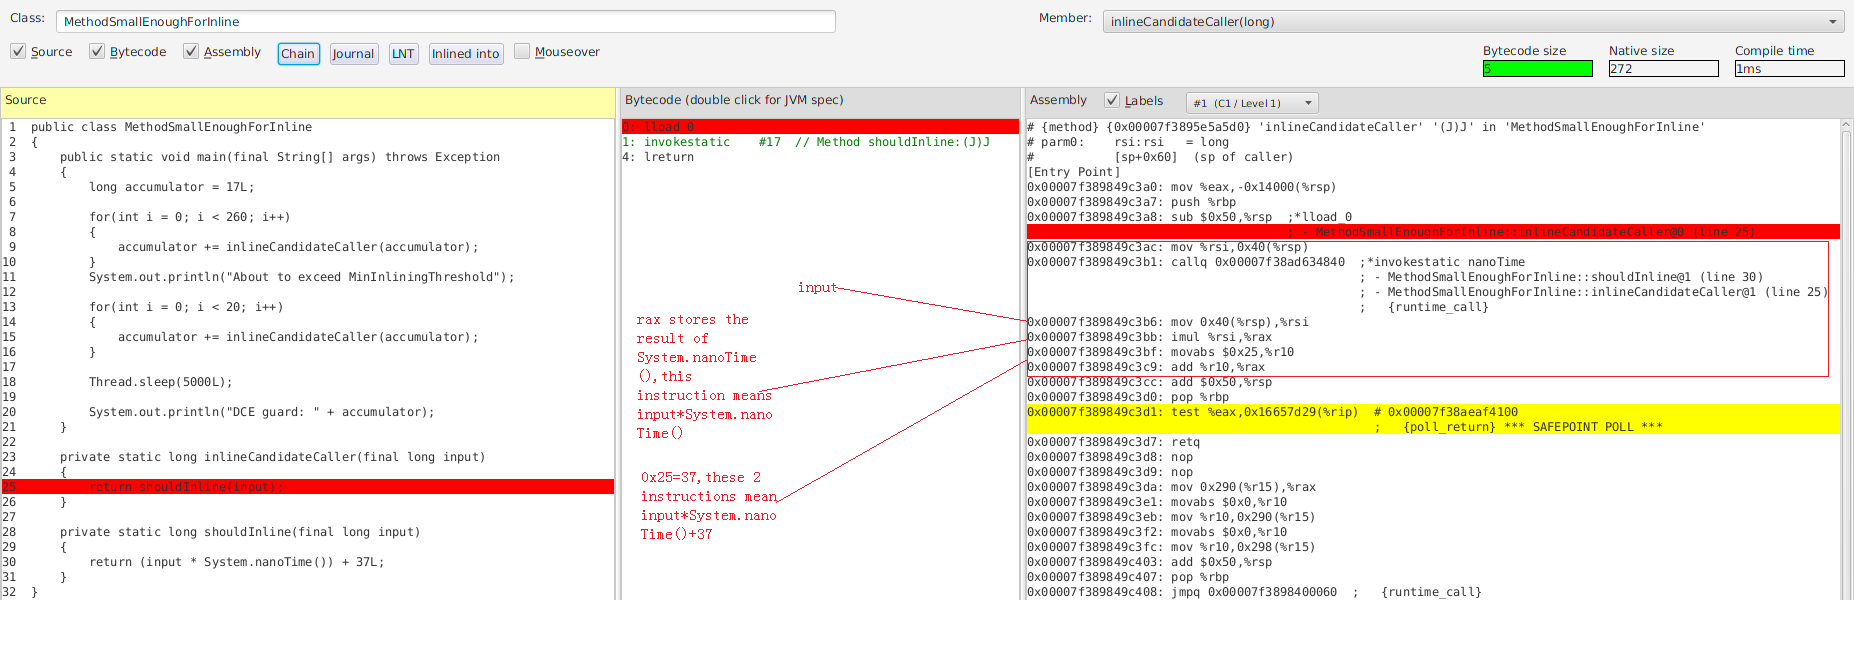 Class: MethodSmallEnoughForInline Member: inlineCandidateCaller(long)
Source Bytecode Assembly Chain Journal LNT Inlined into Mouseover
Bytecode size Native size Compile time
5 272 1ms
Source
1 public class MethodSmallEnoughForInline
2 {
3 public static void main(final String[] args) throws Exception
4 {
5 long accumulator = 17L;
6
7 for(int i = 0; i < 260; i++)
8 {
9 accumulator += inlineCandidateCaller(accumulator);
10 }
11 System.out.println("About to exceed MinInliningThreshold");
12
13 for(int i = 0; i < 20; i++)
14 {
15 accumulator += inlineCandidateCaller(accumulator);
16 }
17
18 Thread.sleep(5000L);
19
20 System.out.println("DCE guard: " + accumulator);
21 }
22
23 private static long inlineCandidateCaller(final long input)
24 {
25 return shouldInline(input);
26 }
27
28 private static long shouldInline(final long input)
29 {
30 return (input * System.nanoTime()) + 37L;
31 }
32 }
Bytecode (double click for JVM spec)
0: lload_0
1: invokestatic #17 // Method shouldInline:(J)J
4: lreturn
input
rax stores the
result of
System.nanoTime
(),this
instruction means
input*System.nano
Time()
0x25=37,these 2
instructions mean
input*System.nano
Time()+37
Assembly Labels #1 (C1 / Level 1)
# {method} {0x00007f3895e5a5d0} 'inlineCandidateCaller' '(J)J' in 'MethodSmallEnoughForInline'
# parm0: rsi:rsi = long
# [sp+0x60] (sp of caller)
[Entry Point]
0x00007f389849c3a0: mov %eax,-0x14000(%rsp)
0x00007f389849c3a7: push %rbp
0x00007f389849c3a8: sub $0x50,%rsp ;*lload_0
; - MethodSmallEnoughForInline::inlineCandidateCaller@0 (line 25)
0x00007f389849c3ac: mov %rsi,0x40(%rsp)
0x00007f389849c3b1: callq 0x00007f38ad634840 ;*invokestatic nanoTime
; - MethodSmallEnoughForInline::shouldInline@1 (line 30)
; - MethodSmallEnoughForInline::inlineCandidateCaller@1 (line 25)
; {runtime_call}
0x00007f389849c3b6: mov 0x40(%rsp),%rsi
0x00007f389849c3bb: imul %rsi,%rax
0x00007f389849c3bf: movabs $0x25,%r10
0x00007f389849c3c9: add %r10,%rax
0x00007f389849c3cc: add $0x50,%rsp
0x00007f389849c3d0: pop %rbp
0x00007f389849c3d1: test %eax,0x16657d29(%rip) # 0x00007f38aeaf4100
; {poll_return} *** SAFEPOINT POLL ***
0x00007f389849c3d7: retq
0x00007f389849c3d8: nop
0x00007f389849c3d9: nop
0x00007f389849c3da: mov 0x290(%r15),%rax
0x00007f389849c3e1: movabs $0x0,%r10
0x00007f389849c3eb: mov %r10,0x290(%r15)
0x00007f389849c3f2: movabs $0x0,%r10
0x00007f389849c3fc: mov %r10,0x298(%r15)
0x00007f389849c403: add $0x50,%rsp
0x00007f389849c407: pop %rbp
0x00007f389849c408: jmpq 0x00007f3898400060 ; {runtime_call}